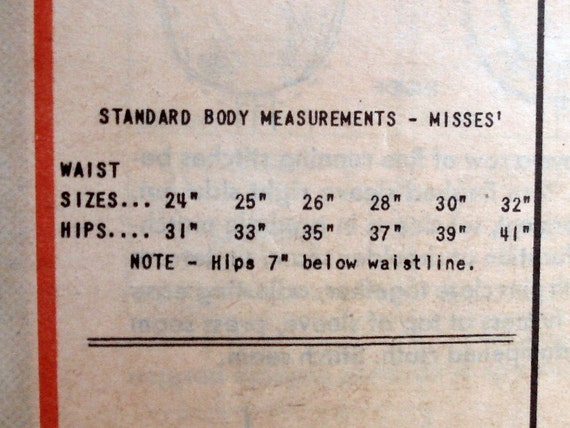 STANDARD BODY MEASUREMENTS - MISSES'
WAIST
SIZES... 24" 25" 26" 28" 30" 32"
HIPS.... 31" 33" 35" 37" 39" 41"
NOTE - Hips 7" below waistline.